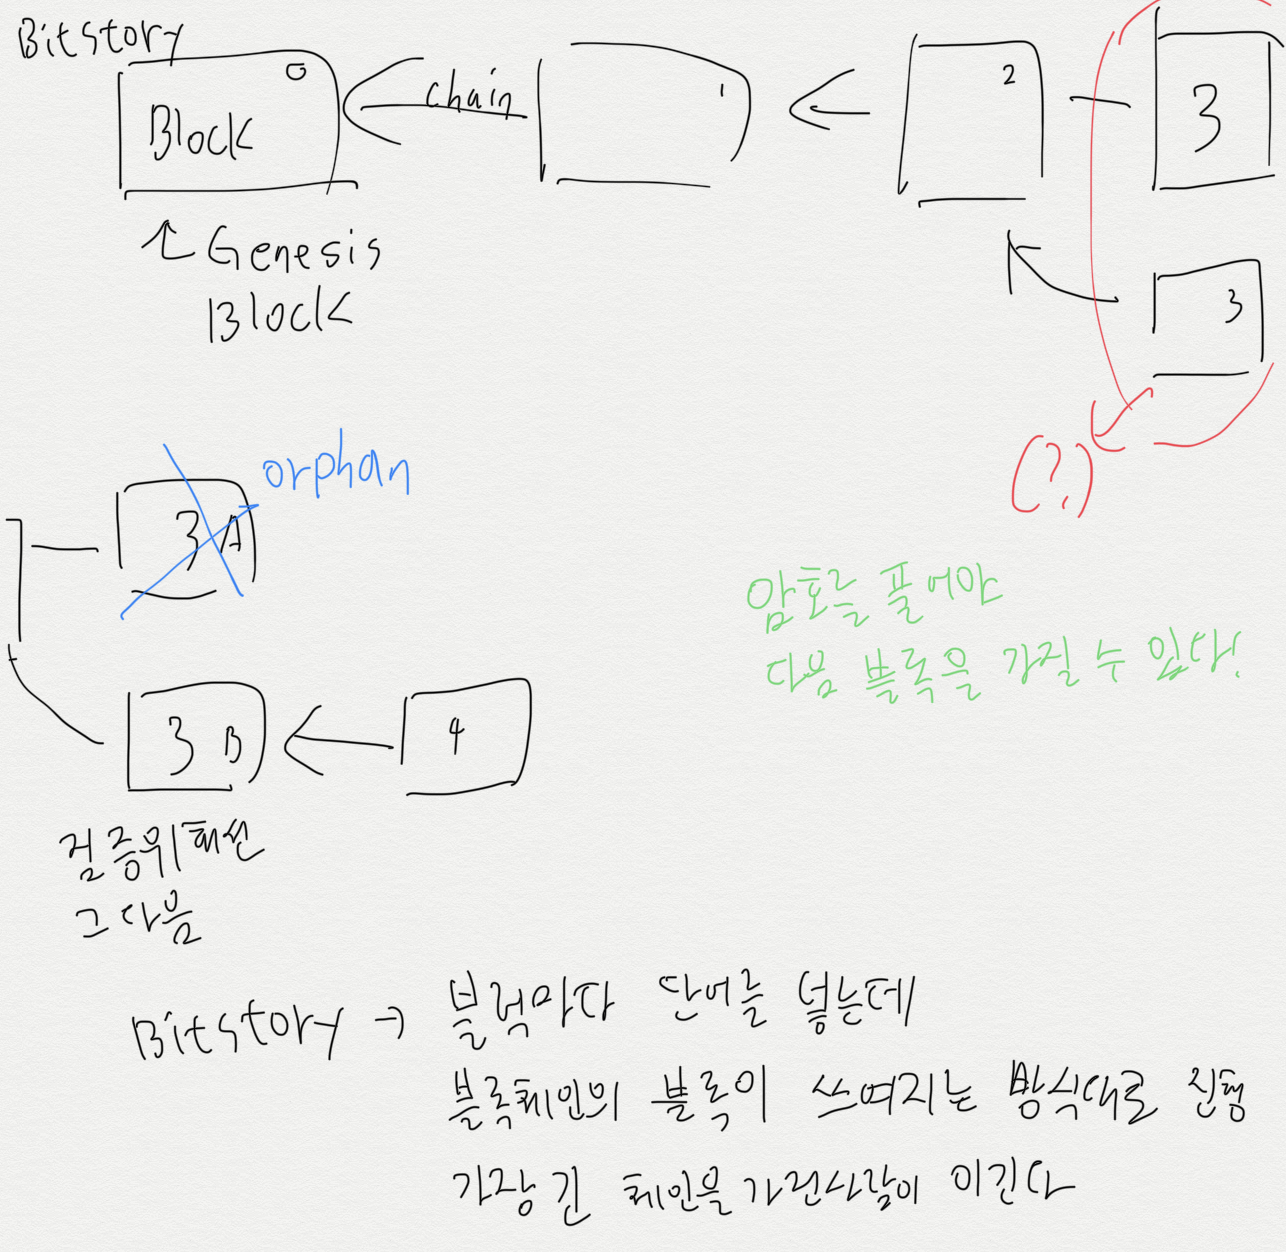 Bitstory
Block
0
chain
1
2
3
↑ Genesis
Block
3
(?)
3 A
orphan
암호를 풀어야
다음 블록을 가질 수 있다!
3 B
4
검증위해선
그다음
Bitstory → 블럭마다 단어를 넣는데
블록체인의 블록이 쓰여지는 방식대로 진행
가장 긴 체인을 가진사람이 이긴다